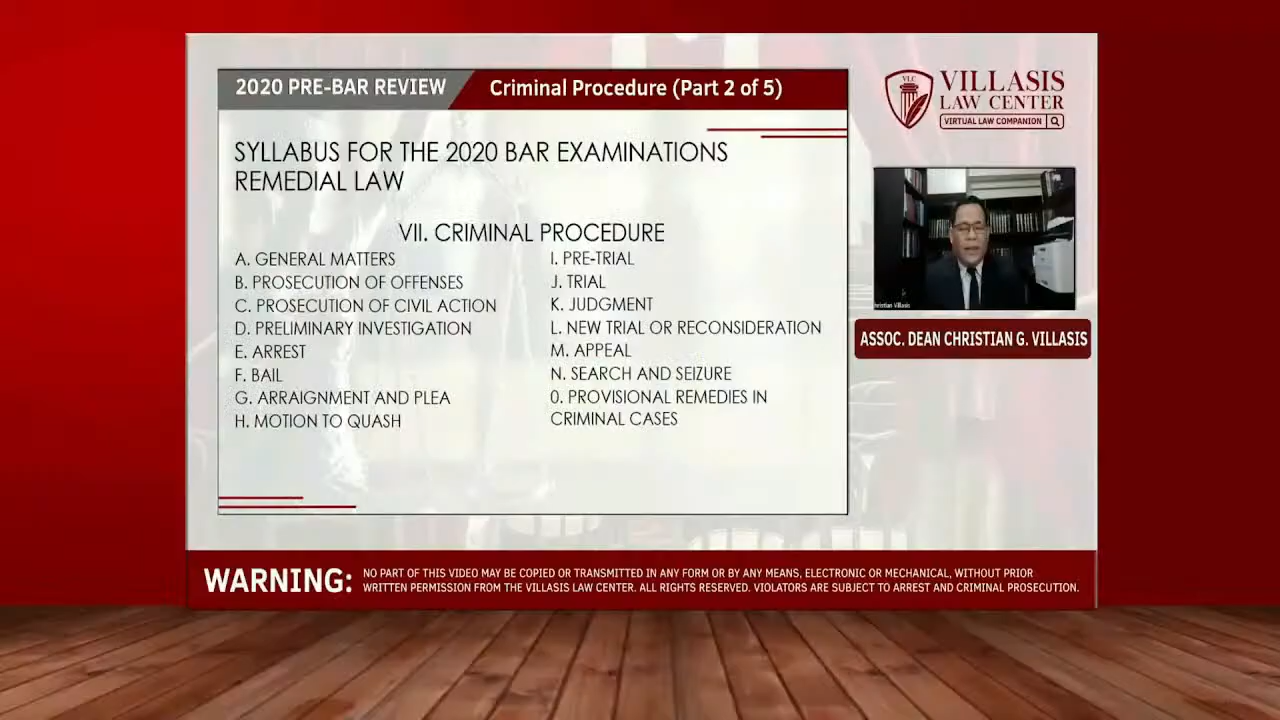 2020 PRE-BAR REVIEW
Criminal Procedure (Part 2 of 5)
SYLLABUS FOR THE 2020 BAR EXAMINATIONS
REMEDIAL LAW
VII. CRIMINAL PROCEDURE
A. GENERAL MATTERS
B. PROSECUTION OF OFFENSES
C. PROSECUTION OF CIVIL ACTION
D. PRELIMINARY INVESTIGATION
E. ARREST
F. BAIL
G. ARRAIGNMENT AND PLEA
H. MOTION TO QUASH
I. PRE-TRIAL
J. TRIAL
K. JUDGMENT
L. NEW TRIAL OR RECONSIDERATION
M. APPEAL
N. SEARCH AND SEIZURE
0. PROVISIONAL REMEDIES IN
CRIMINAL CASES
VLC
VILLASIS
LAW CENTER
VIRTUAL LAW COMPANION
hristian Villasis
ASSOC. DEAN CHRISTIAN G. VILLASIS
WARNING:
NO PART OF THIS VIDEO MAY BE COPIED OR TRANSMITTED IN ANY FORM OR BY ANY MEANS, ELECTRONIC OR MECHANICAL, WITHOUT PRIOR
WRITTEN PERMISSION FROM THE VILLASIS LAW CENTER. ALL RIGHTS RESERVED. VIOLATORS ARE SUBJECT TO ARREST AND CRIMINAL PROSECUTION.